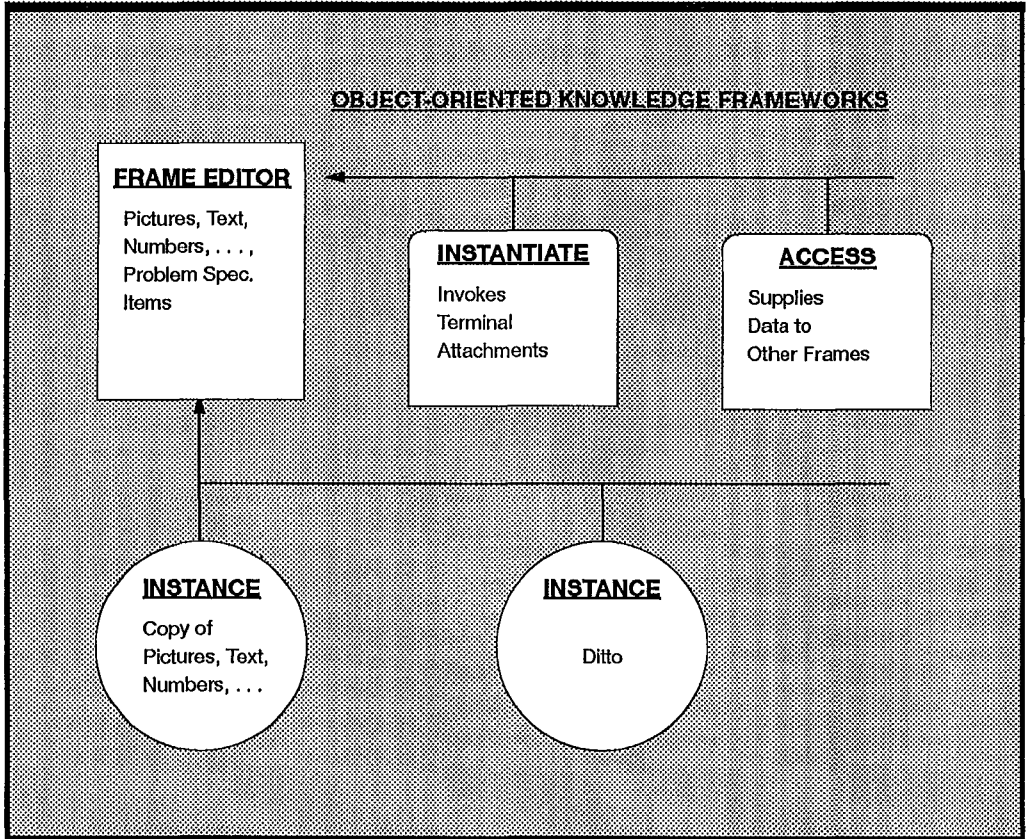 OBJECT-ORIENTED KNOWLEDGE FRAMEWORKS
FRAME EDITOR
Pictures, Text,
Numbers, . . . ,
Problem Spec.
Items
INSTANTIATE
Invokes
Terminal
Attachments
ACCESS
Supplies
Data to
Other Frames
INSTANCE
Copy of
Pictures, Text,
Numbers, . . .
INSTANCE
Ditto